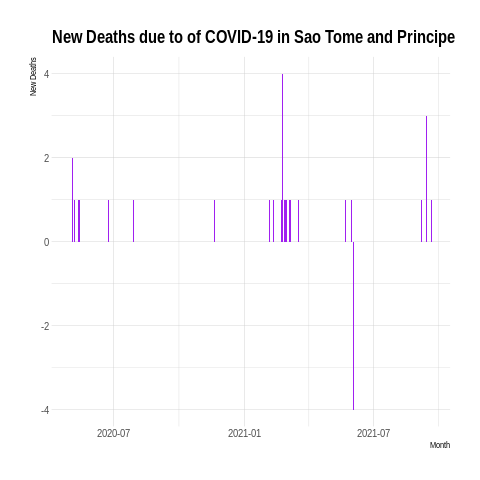 New Deaths due to of COVID-19 in Sao Tome and Principe
New Deaths
4
2
0
-2
-4
2020-07
2021-01
2021-07
Month